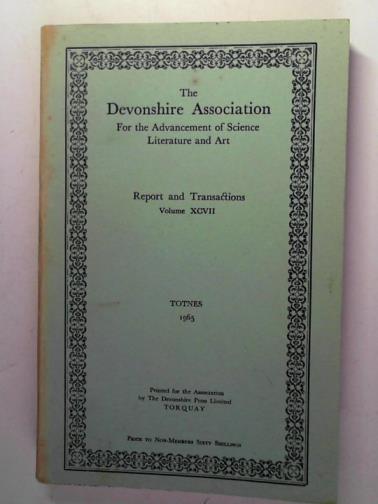 The
Devonshire Association
For the Advancement of Science
Literature and Art
Report and Transactions
Volume XCVII
TOTNES
1965
Printed for the Association
by The Devonshire Press Limited
TORQUAY
Price to Non-Members Sixty Shillings